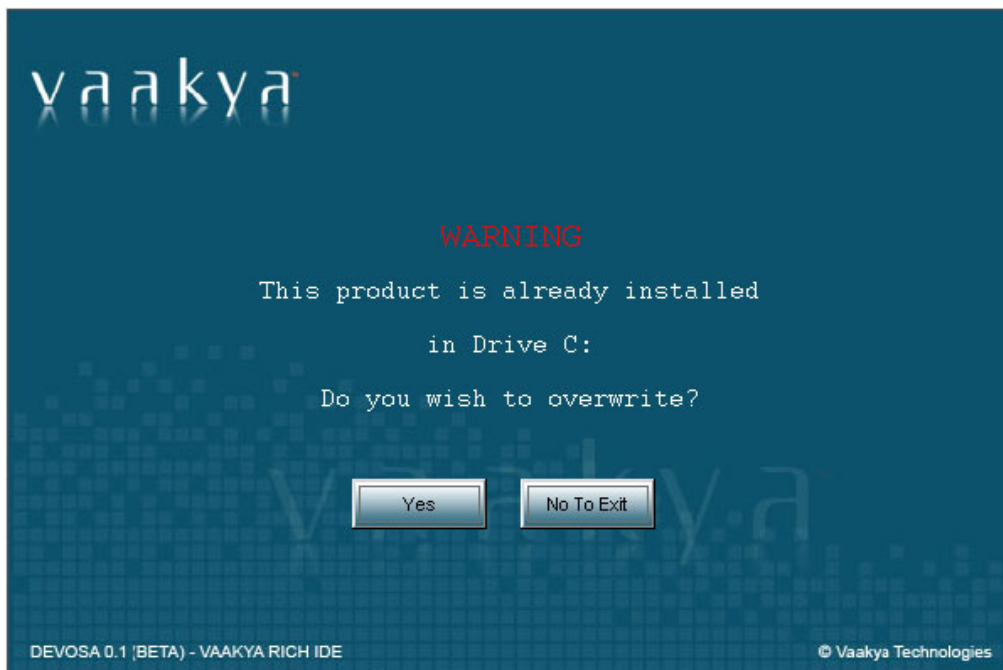 vaakya
WARNING
This product is already installed
in Drive C:
Do you wish to overwrite?
vaakya
Yes No To Exit
DEVOSA 0.1 (BETA) - VAAKYA RICH IDE © Vaakya Technologies